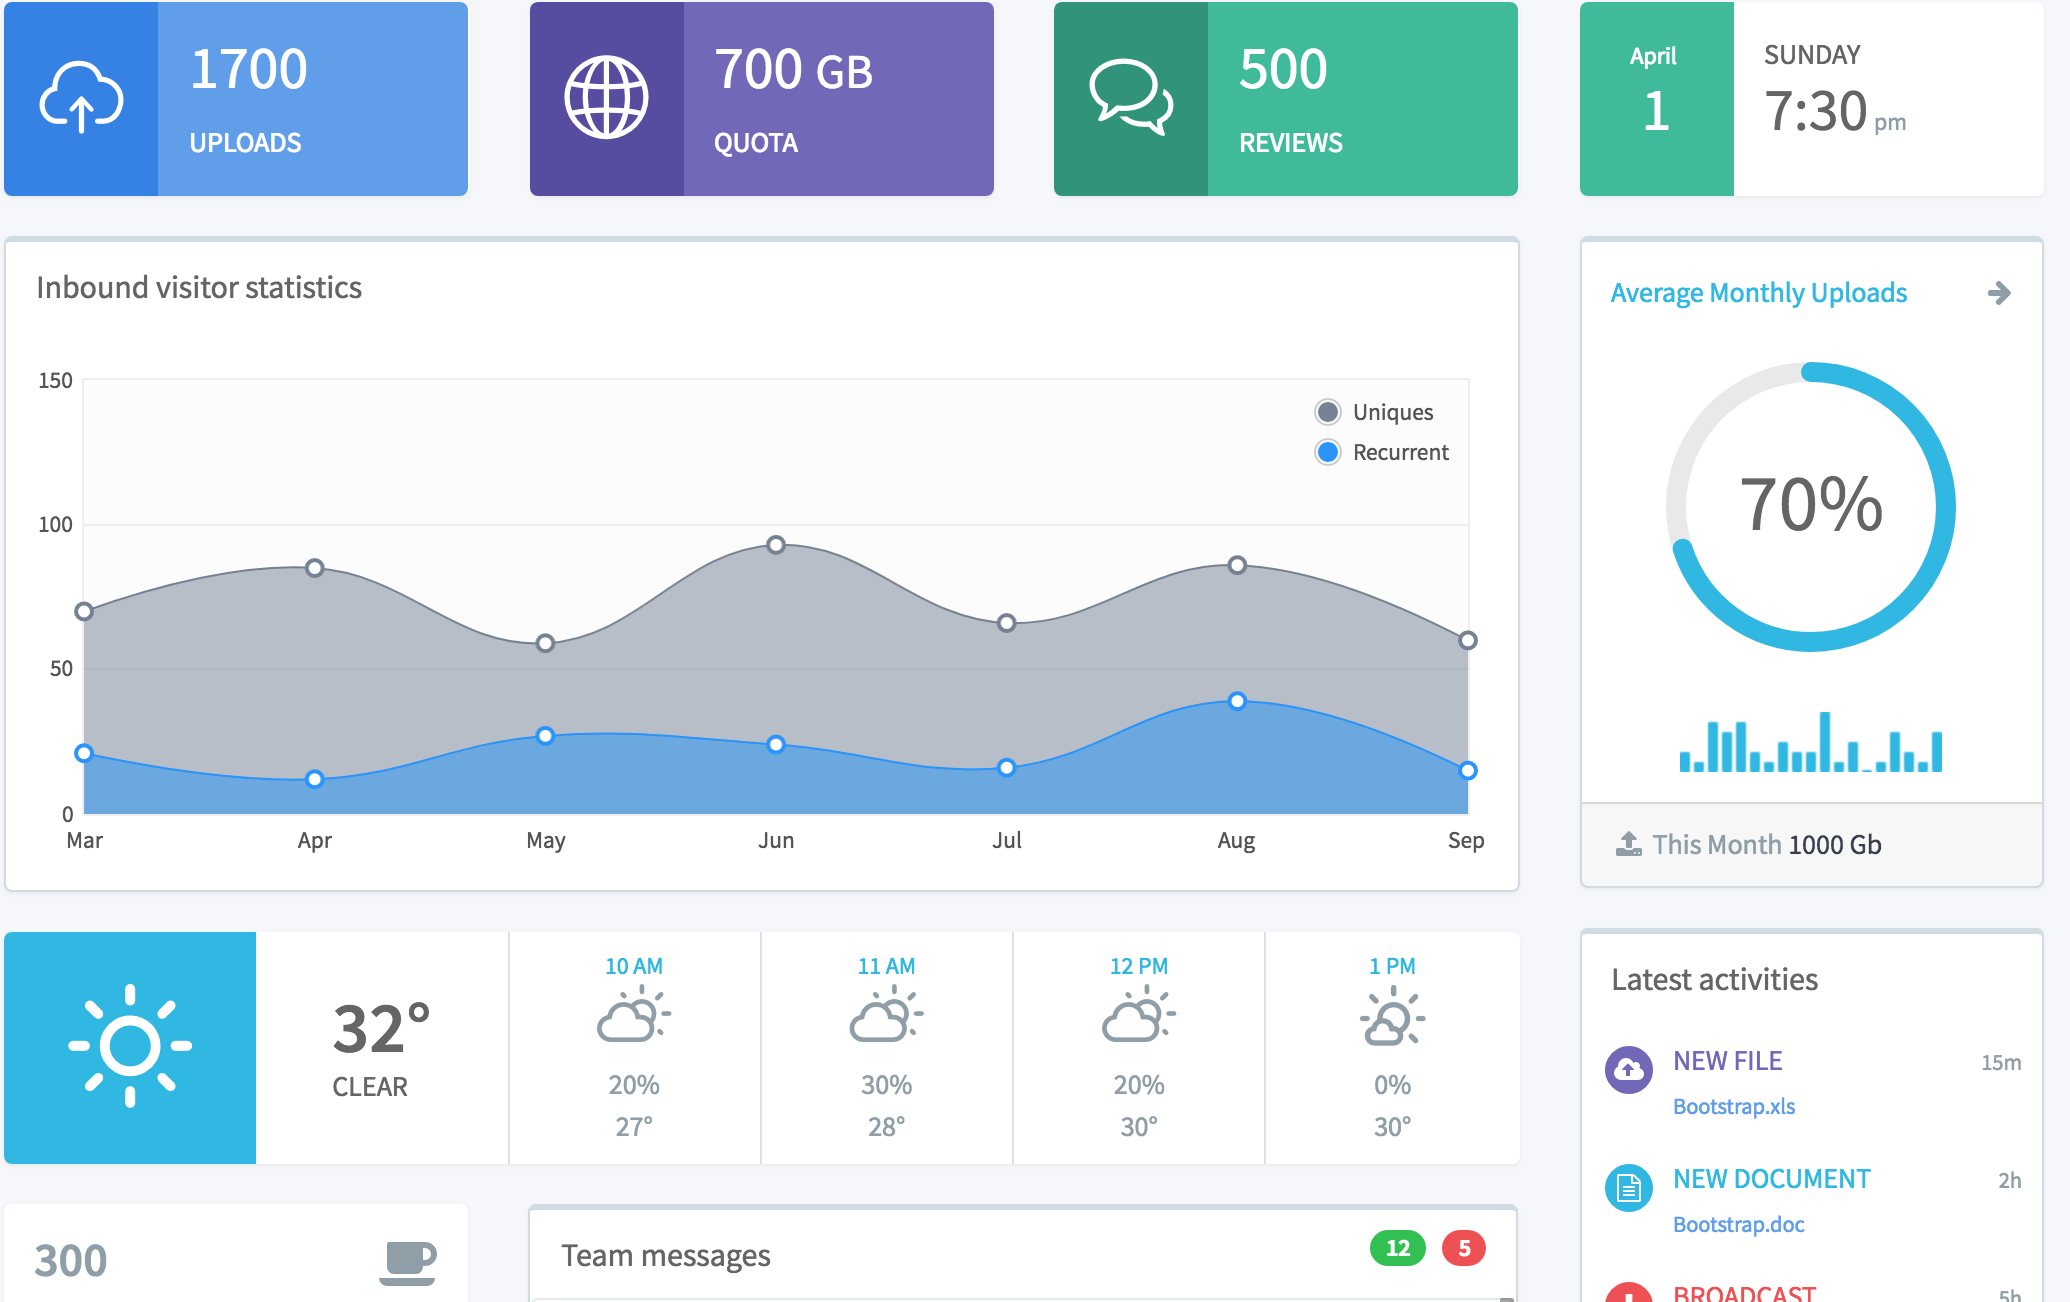 1700
UPLOADS
700 GB
QUOTA
500
REVIEWS
April
1
SUNDAY
7:30 pm
Inbound visitor statistics
150
100
50
0
Uniques
Recurrent
Mar Apr May Jun Jul Aug Sep
Average Monthly Uploads
70%
This Month 1000 Gb
32°
CLEAR
10 AM
20%
27°
11 AM
30%
28°
12 PM
20%
30°
1 PM
0%
30°
Latest activities
NEW FILE 15m
Bootstrap.xls
NEW DOCUMENT 2h
Bootstrap.doc
BROADCAST 5h
300
Team messages 12 5